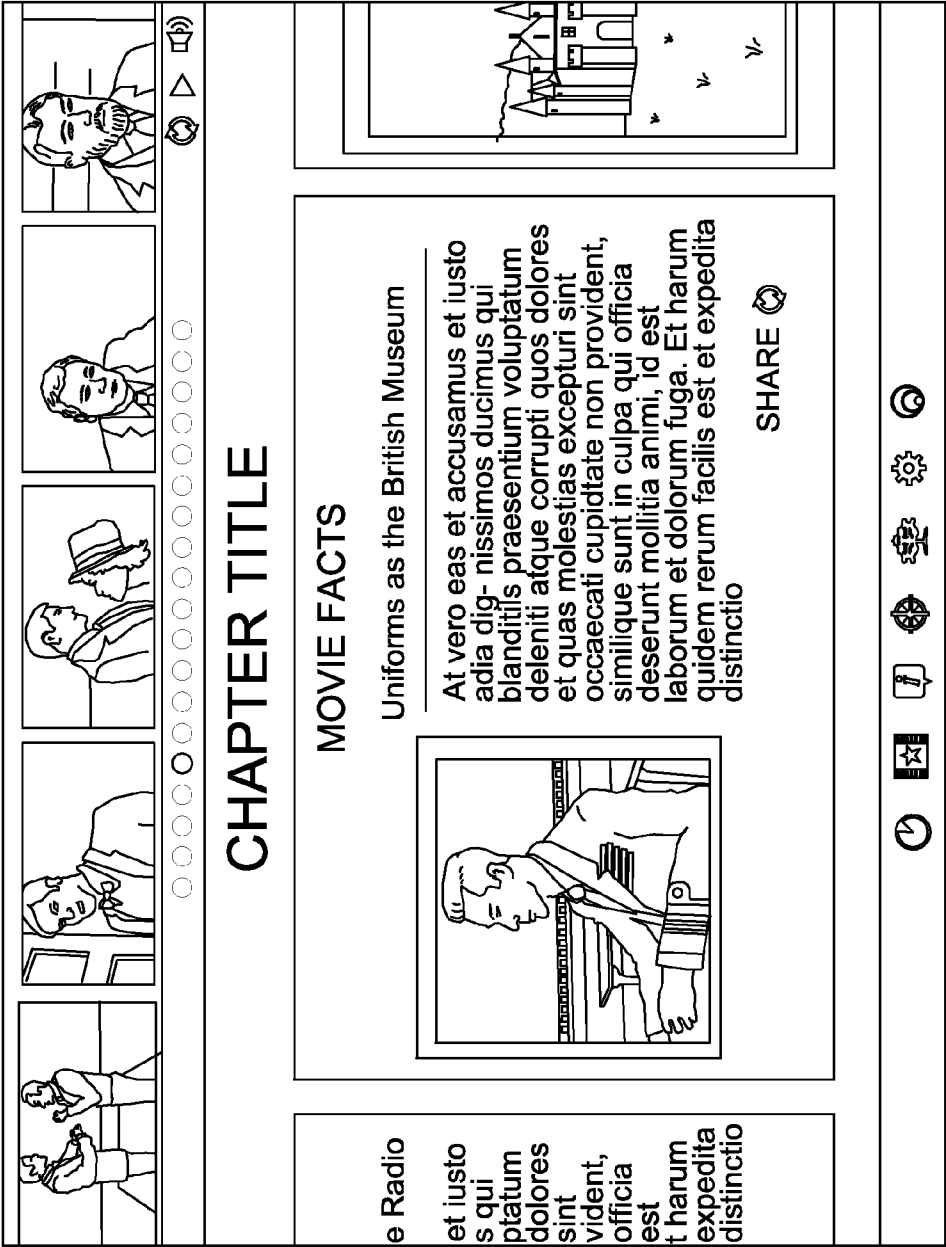 CHAPTER TITLE
e Radio
et iusto
s qui
ptatum
dolores
sint
vident,
officia
est
t harum
expedita
distinctio
MOVIE FACTS
Uniforms as the British Museum
At vero eas et accusamus et iusto
adia dig- nissimos ducimus qui
blanditils praesentium voluptatum
deleniti atque corrupti quos dolores
et quas molestias excepturi sint
occaecati cupidtate non provident,
similique sunt in culpa qui officia
deserunt mollitia animi, id est
laborum et dolorum fuga. Et harum
quidem rerum facilis est et expedita
distinctio
SHARE